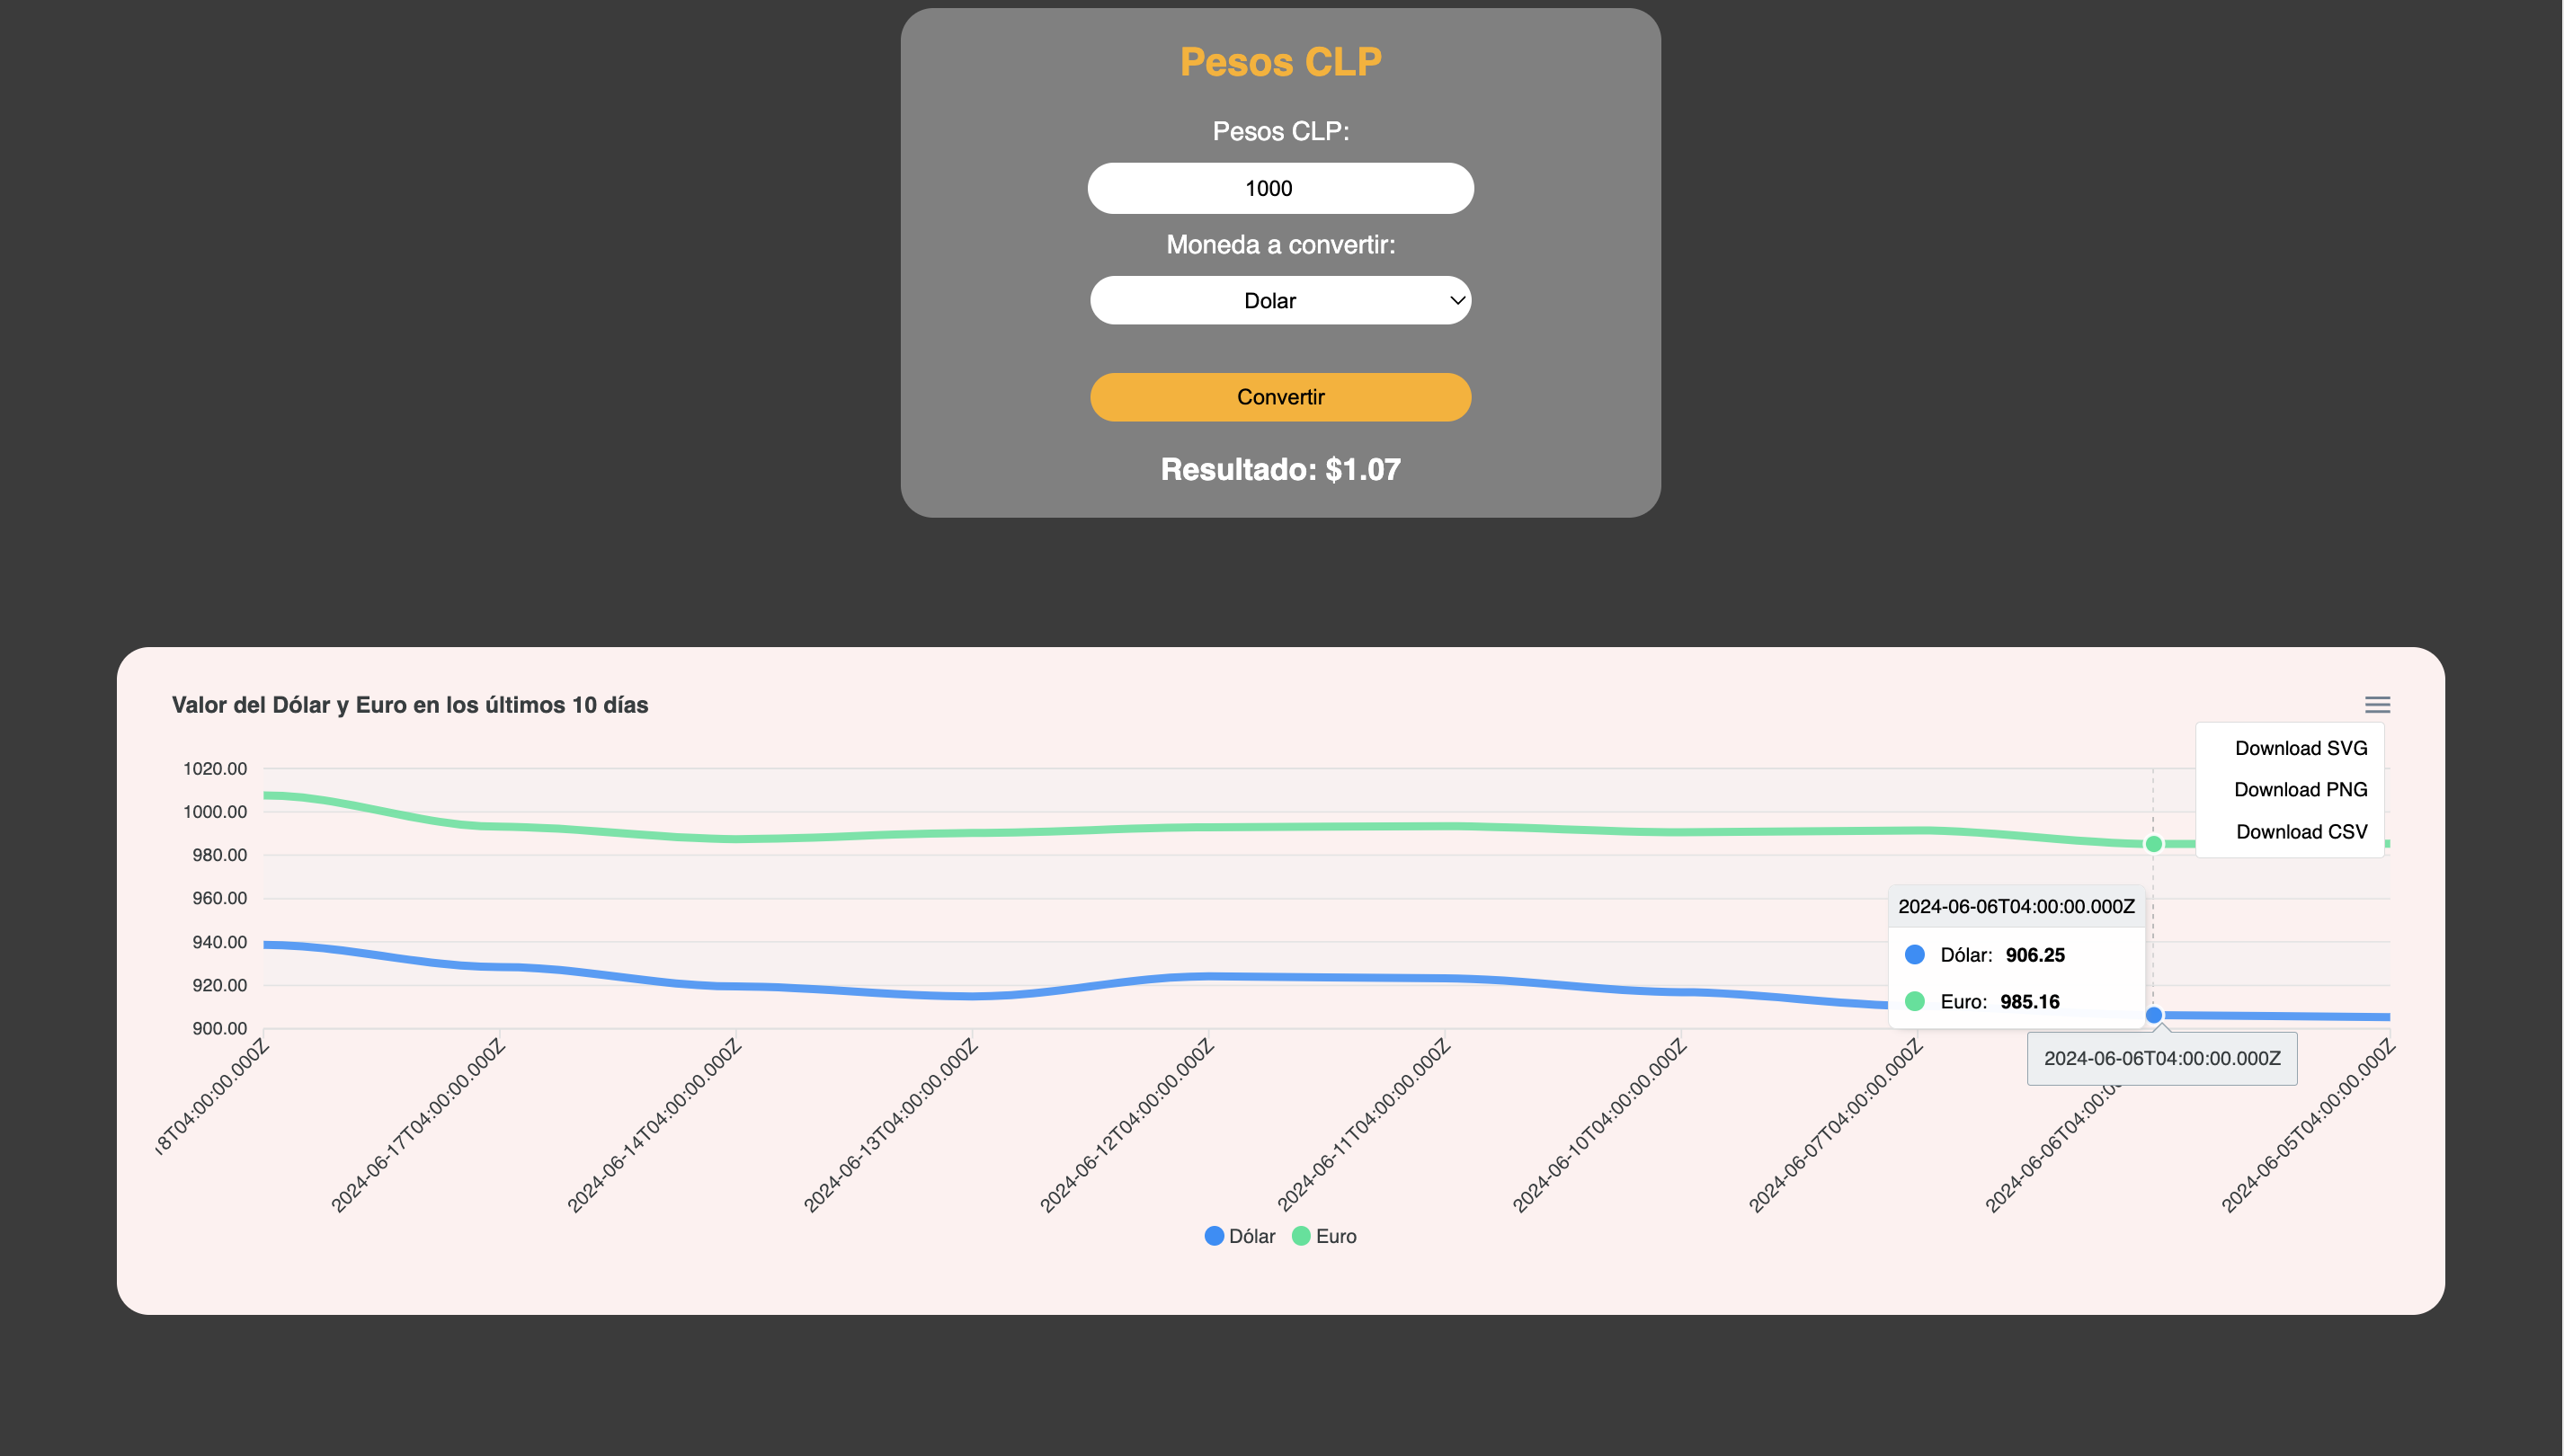 Pesos CLP
Pesos CLP:
1000
Moneda a convertir:
Dolar
Convertir
Resultado: $1.07
Valor del Dólar y Euro en los últimos 10 días
Download SVG
Download PNG
Download CSV
1020.00
1000.00
980.00
960.00
940.00
920.00
900.00
2024-06-06T04:00:00.000Z
Dólar: 906.25
Euro: 985.16
2024-06-06T04:00:00.000Z
18T04:00:00.000Z
2024-06-17T04:00:00.000Z
2024-06-14T04:00:00.000Z
2024-06-13T04:00:00.000Z
2024-06-12T04:00:00.000Z
2024-06-11T04:00:00.000Z
2024-06-10T04:00:00.000Z
2024-06-07T04:00:00.000Z
2024-06-06T04:00:0
2024-06-05T04:00:00.000Z
Dólar
Euro